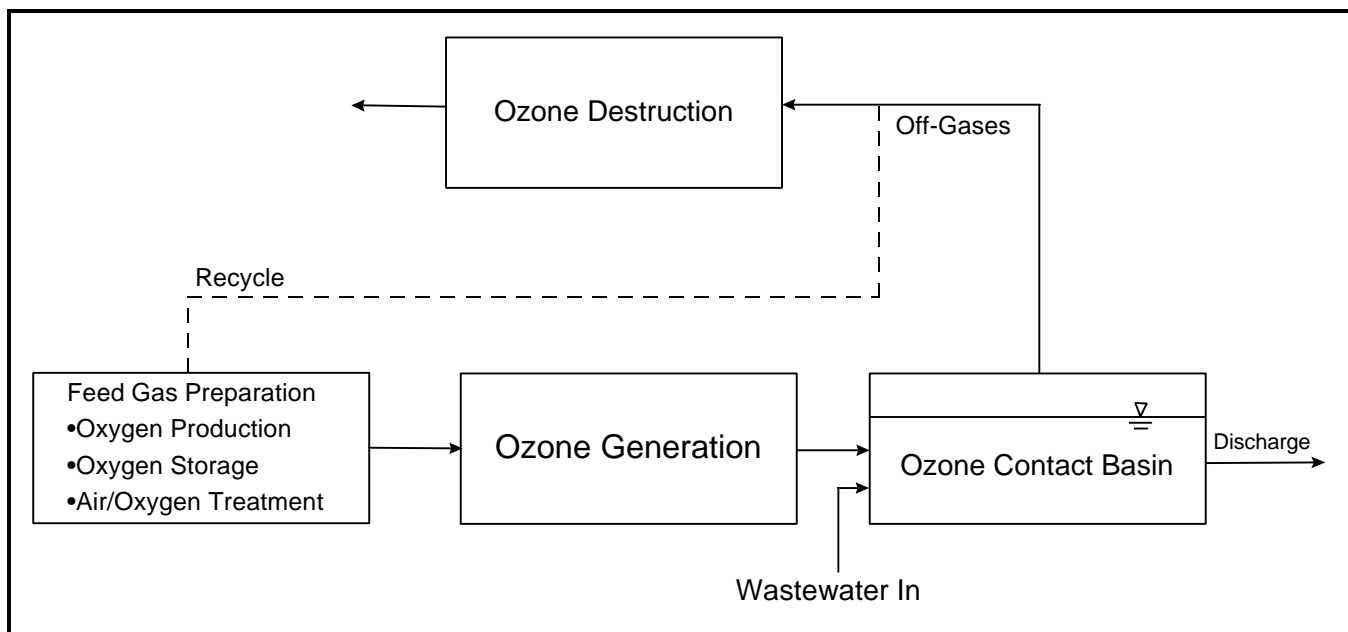 Ozone Destruction
Off-Gases
Recycle
Feed Gas Preparation
•Oxygen Production
•Oxygen Storage
•Air/Oxygen Treatment
Ozone Generation
Ozone Contact Basin
Discharge
Wastewater In